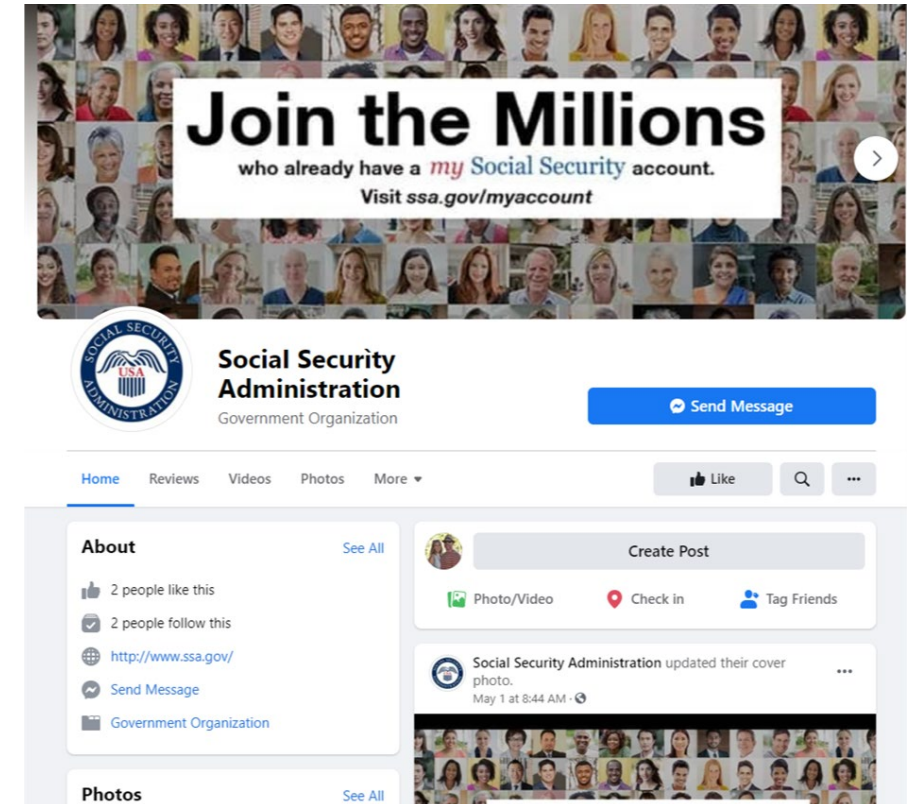 Join the Millions
who already have a my Social Security account.
Visit ssa.gov/myaccount
SOCIAL SECURITY ADMINISTRATION
USA
Social Securìty
Administration
Government Organization
Send Message
Home
Reviews
Videos
Photos
More
Like
About
See All
2 people like this
2 people follow this
http://www.ssa.gov/
Send Message
Government Organization
Photos
See All
Create Post
Photo/Video
Check in
Tag Friends
Social Security Administration updated their cover
photo.
May 1 at 8:44 AM ·